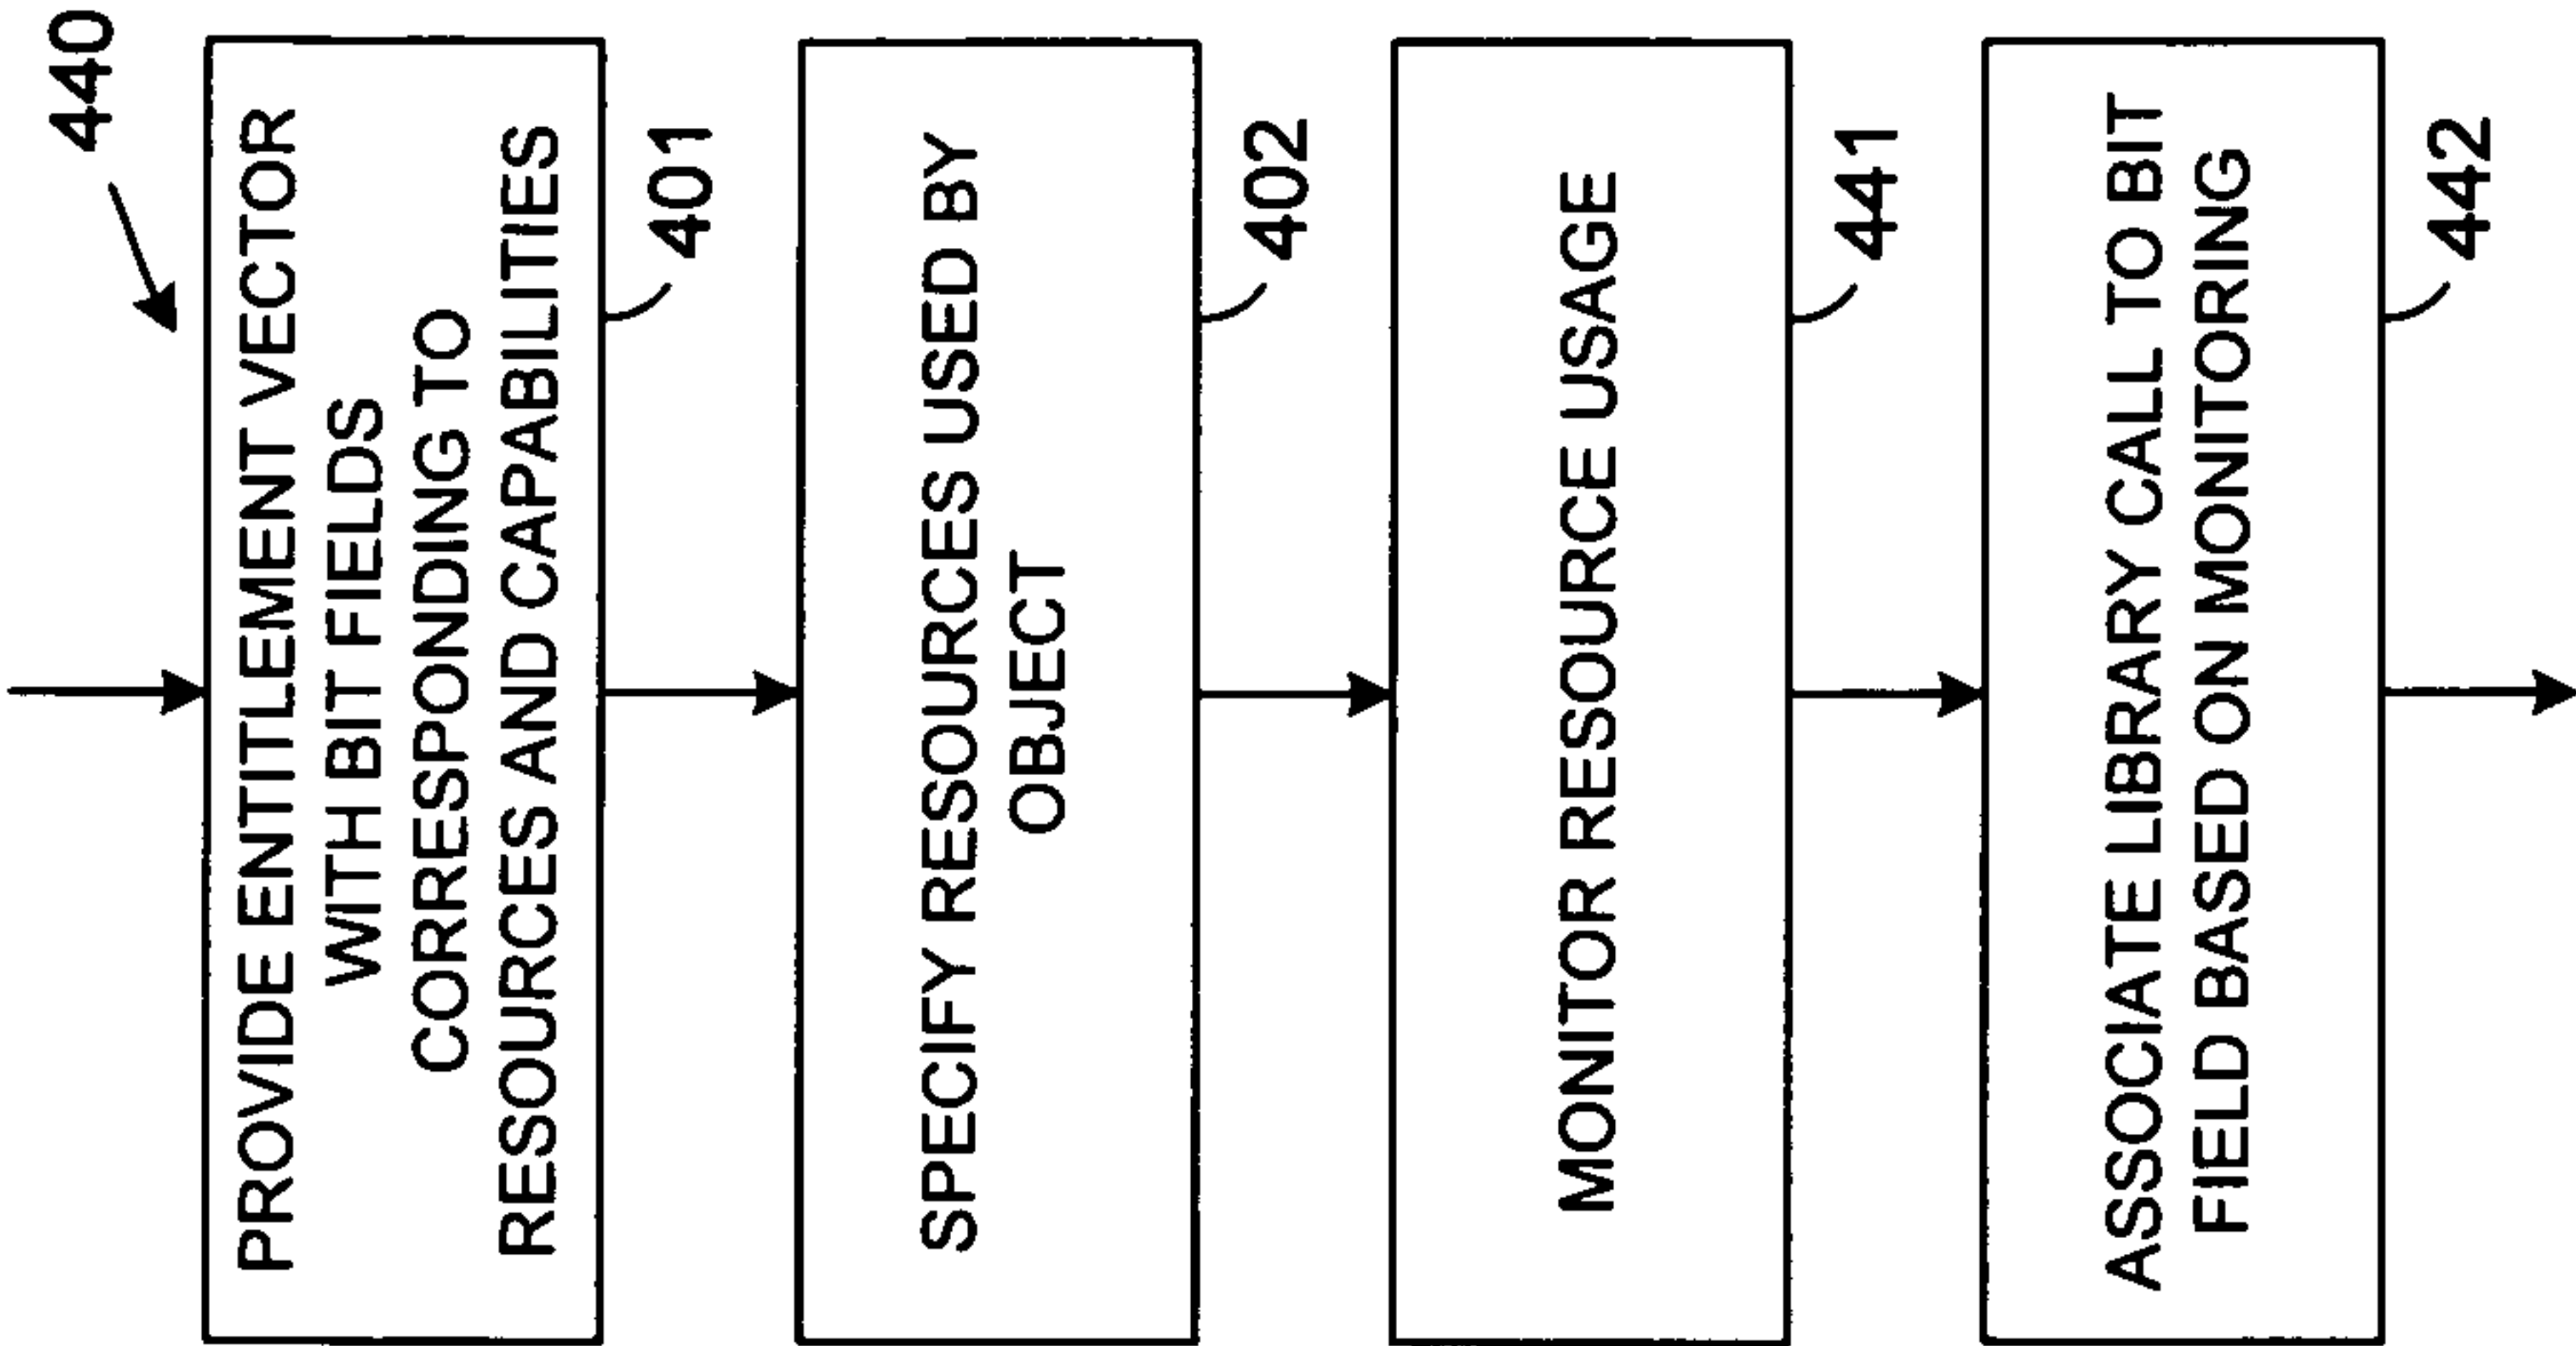 440
PROVIDE ENTITLEMENT VECTOR
WITH BIT FIELDS
CORRESPONDING TO
RESOURCES AND CAPABILITIES
401
SPECIFY RESOURCES USED BY
OBJECT
402
MONITOR RESOURCE USAGE
441
ASSOCIATE LIBRARY CALL TO BIT
FIELD BASED ON MONITORING
442